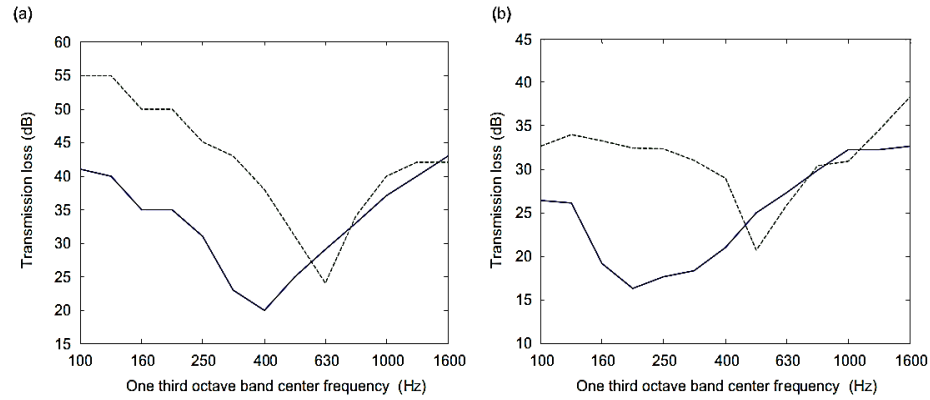 (a)
60
55
50
45
40
35
30
25
20
15
Transmission loss (dB)
100 160 250 400 630 1000 1600
One third octave band center frequency (Hz)
(b)
45
40
35
30
25
20
15
10
Transmission loss (dB)
100 160 250 400 630 1000 1600
One third octave band center frequency (Hz)